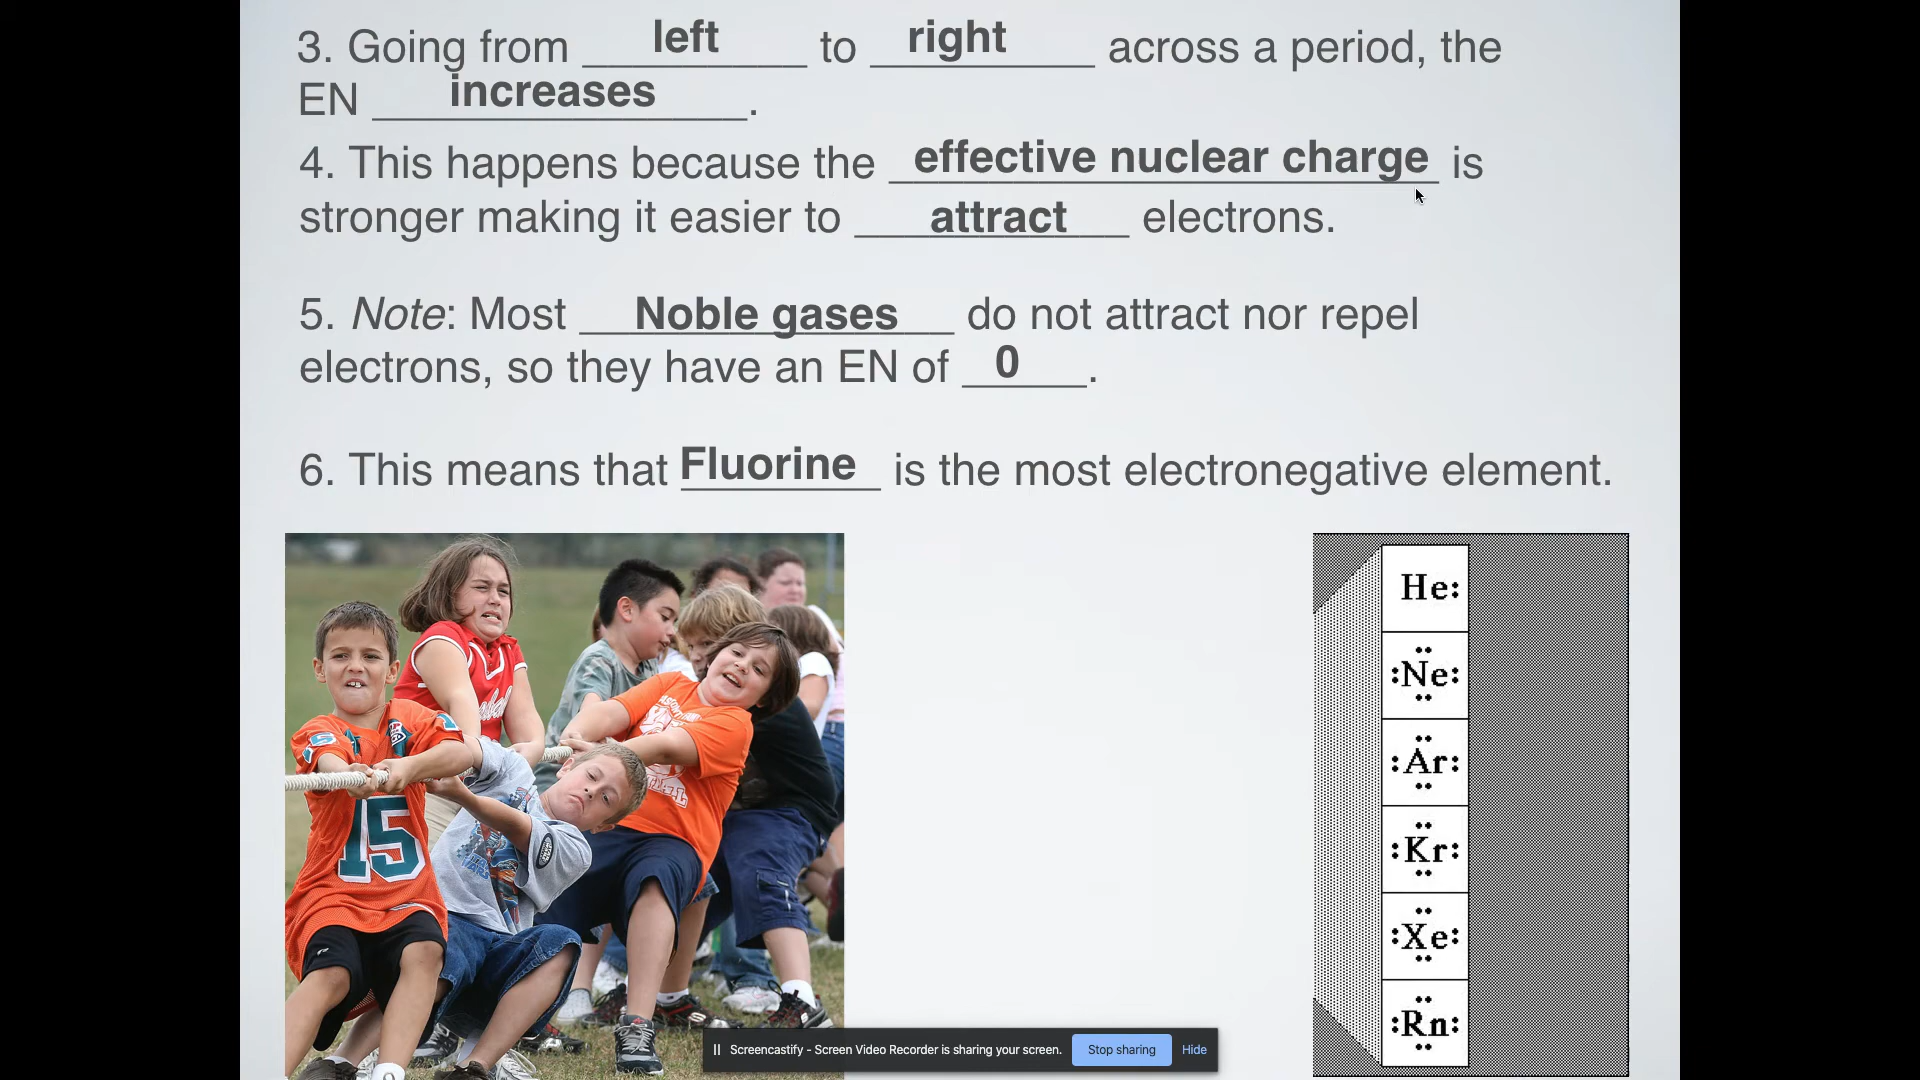 3. Going from left to right across a period, the
EN increases.
4. This happens because the effective nuclear charge is
stronger making it easier to attract electrons.
5. Note: Most Noble gases do not attract nor repel
electrons, so they have an EN of 0.
6. This means that Fluorine is the most electronegative element.
He:
:Ne:
:Ar:
:Kr:
:Xe:
:Rn:
15
Screencastify - Screen Video Recorder is sharing your screen. Stop sharing Hide